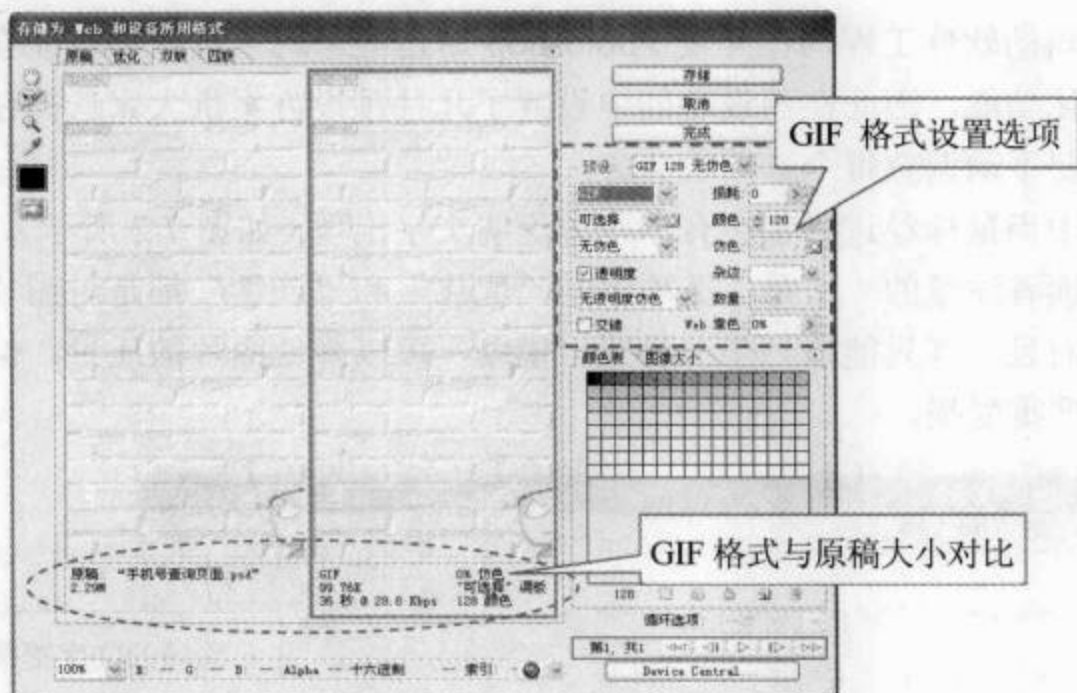 存储为 Web 和设备所用格式
原稿 优化 双联 四联
存储
取消
完成
GIF 格式设置选项
预设: GIF 128 无仿色
损耗: 0
可选择
颜色: 128
无仿色
仿色:
透明度
杂边:
无透明度仿色
数量:
交错
Web 靠色: 0%
颜色表 图像大小
GIF 格式与原稿大小对比
原稿: "手机号查询页面.psd"
2.29M
GIF
0% 仿色
99.76K
"可选择" 调板
36 秒 @ 28.8 Kbps
128 颜色
128
循环选项:
第1, 共1
100%
R: -- G: -- B: -- Alpha: -- 十六进制: -- 索引: --
Device Central...